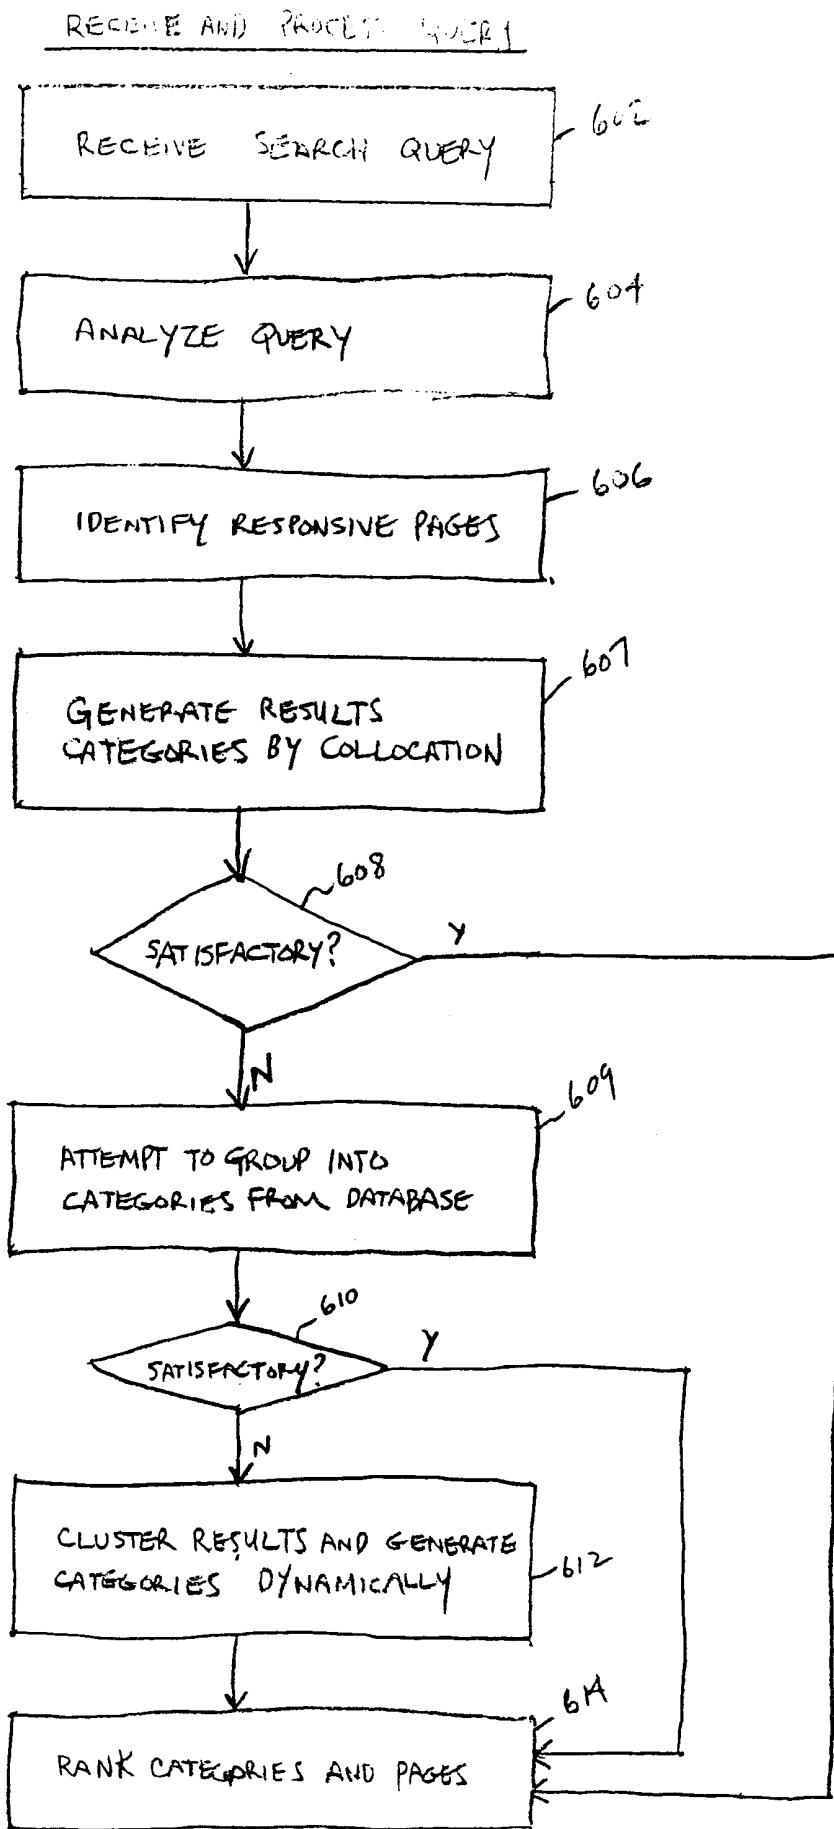 RECEIVE AND PROCESS QUERY
RECEIVE SEARCH QUERY
602
ANALYZE QUERY
604
IDENTIFY RESPONSIVE PAGES
606
GENERATE RESULTS
CATEGORIES BY COLLOCATION
607
SATISFACTORY?
608
Y
N
ATTEMPT TO GROUP INTO
CATEGORIES FROM DATABASE
609
SATISFACTORY?
610
Y
N
CLUSTER RESULTS AND GENERATE
CATEGORIES DYNAMICALLY
612
RANK CATEGORIES AND PAGES
614